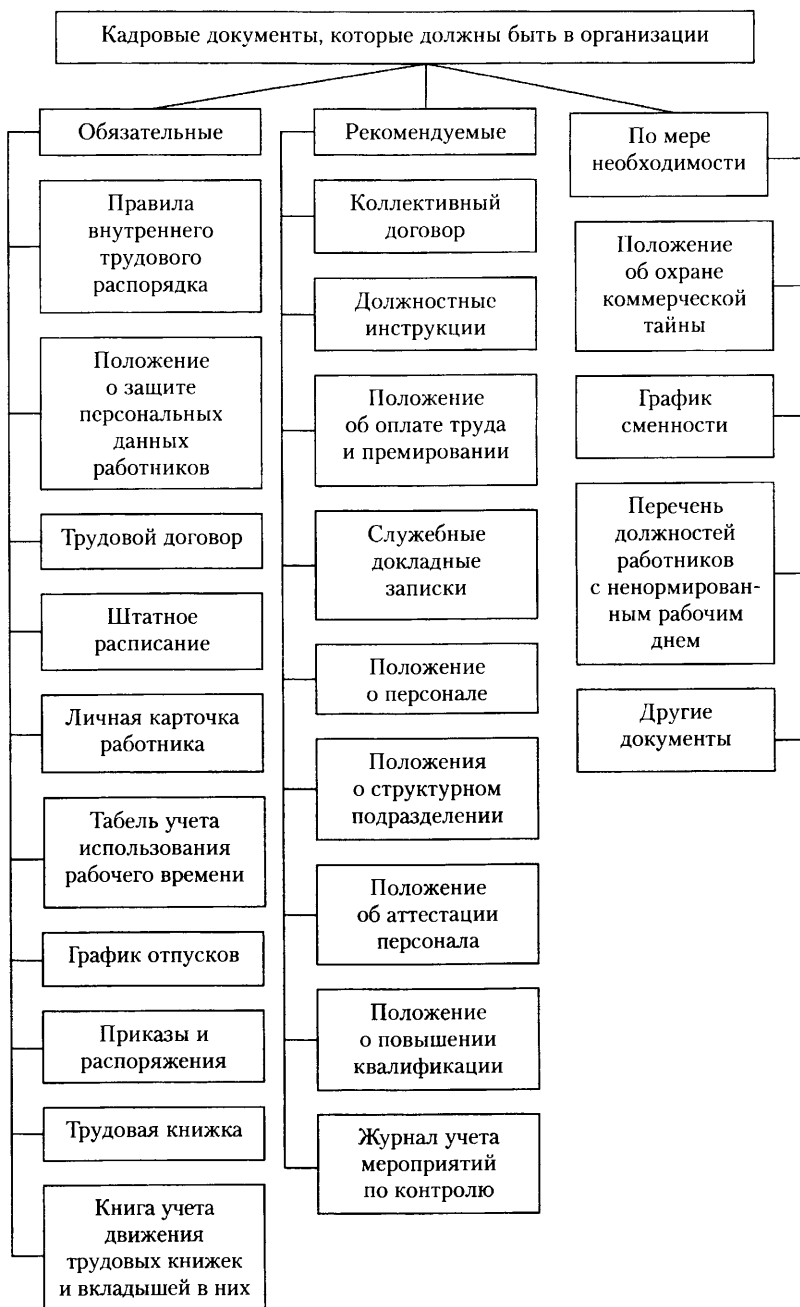 Кадровые документы, которые должны быть в организации
Обязательные
Правила
внутреннего
трудового
распорядка
Положение
о защите
персональных
данных
работников
Трудовой договор
Штатное
расписание
Личная карточка
работника
Табель учета
использования
рабочего времени
График отпусков
Приказы и
распоряжения
Трудовая книжка
Книга учета
движения
трудовых книжек
и вкладышей в них
Рекомендуемые
Коллективный
договор
Должностные
инструкции
Положение
об оплате труда
и премировании
Служебные
докладные
записки
Положение
о персонале
Положения
о структурном
подразделении
Положение
об аттестации
персонала
Положение
о повышении
квалификации
Журнал учета
мероприятий
по контролю
По мере
необходимости
Положение
об охране
коммерческой
тайны
График
сменности
Перечень
должностей
работников
с ненормирован-
ным рабочим
днем
Другие
документы